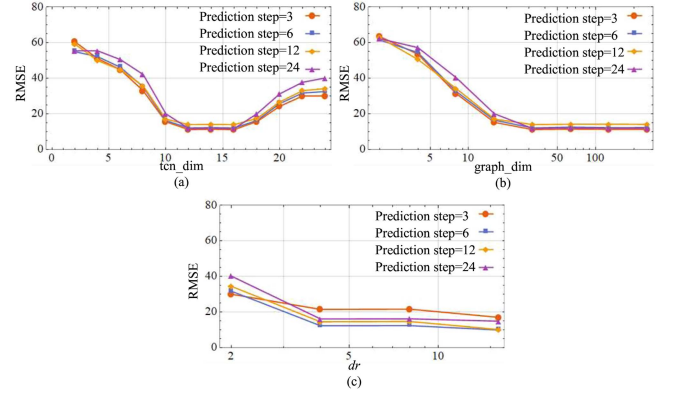 80
60
40
20
0
RMSE
Prediction step=3
Prediction step=6
Prediction step=12
Prediction step=24
0 5 10 15 20
tcn_dim
(a)
80
60
40
20
0
RMSE
Prediction step=3
Prediction step=6
Prediction step=12
Prediction step=24
5 10 50 100
graph_dim
(b)
80
60
40
20
0
RMSE
Prediction step=3
Prediction step=6
Prediction step=12
Prediction step=24
2 5 10
dr
(c)